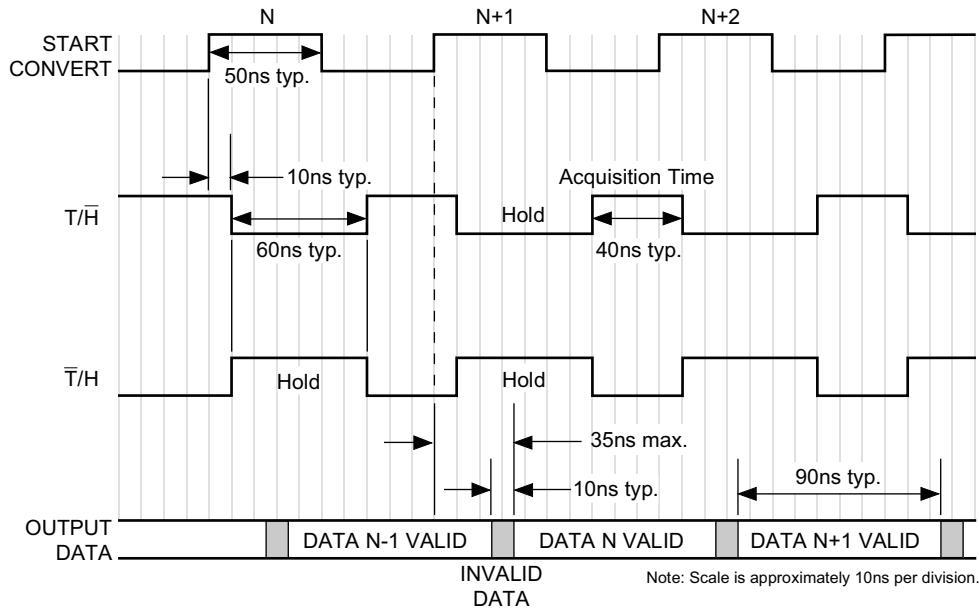 N
N+1
N+2
START
CONVERT
50ns typ.
10ns typ.
Acquisition Time
T/H̅
Hold
60ns typ.
40ns typ.
T̅/H
Hold
Hold
35ns max.
10ns typ.
90ns typ.
OUTPUT
DATA
DATA N-1 VALID
DATA N VALID
DATA N+1 VALID
INVALID
DATA
Note: Scale is approximately 10ns per division.